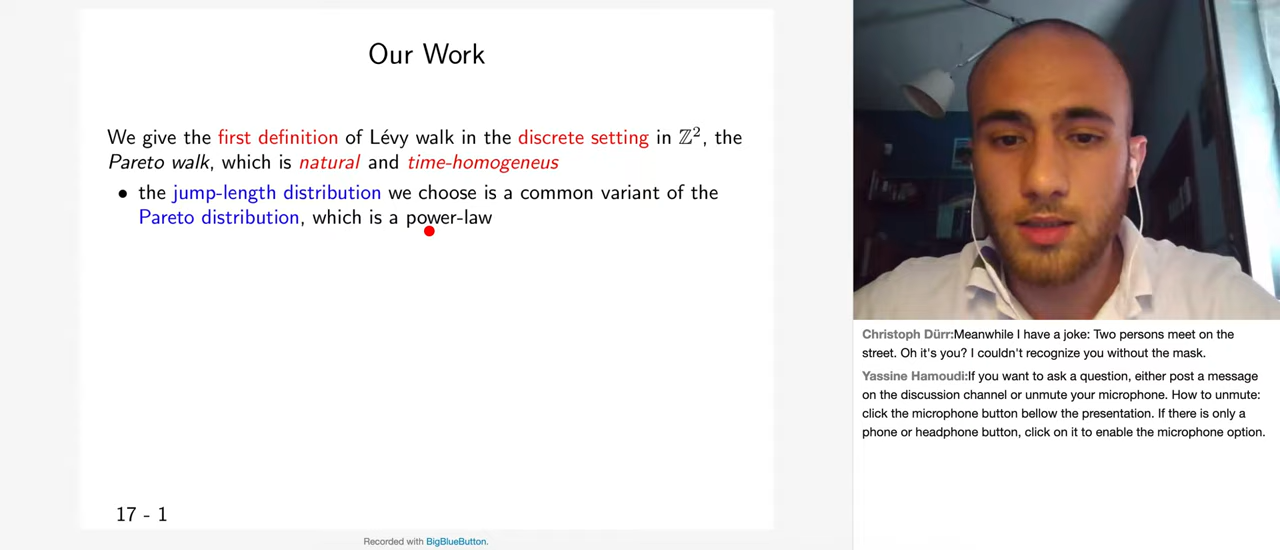 Our Work
We give the first definition of Lévy walk in the discrete setting in ℤ², the
Pareto walk, which is natural and time-homogeneus
• the jump-length distribution we choose is a common variant of the
Pareto distribution, which is a power-law
17 - 1
Recorded with BigBlueButton.
Christoph Dürr:Meanwhile I have a joke: Two persons meet on the
street. Oh it's you? I couldn't recognize you without the mask.
Yassine Hamoudi:If you want to ask a question, either post a message
on the discussion channel or unmute your microphone. How to unmute:
click the microphone button bellow the presentation. If there is only a
phone or headphone button, click on it to enable the microphone option.